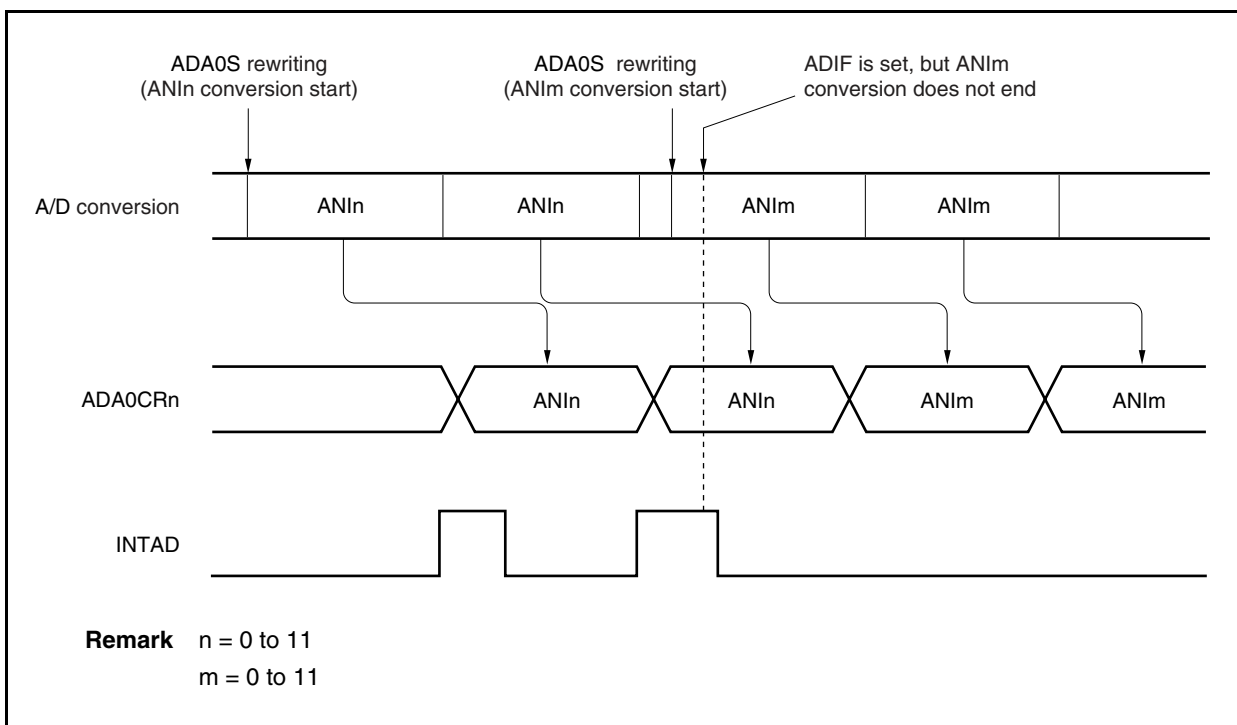 ADA0S rewriting
(ANIn conversion start)
ADA0S rewriting
(ANIm conversion start)
ADIF is set, but ANIm
conversion does not end
A/D conversion
ANIn
ANIn
ANIm
ANIm
ADA0CRn
ANIn
ANIn
ANIm
ANIm
INTAD
Remark n = 0 to 11
m = 0 to 11